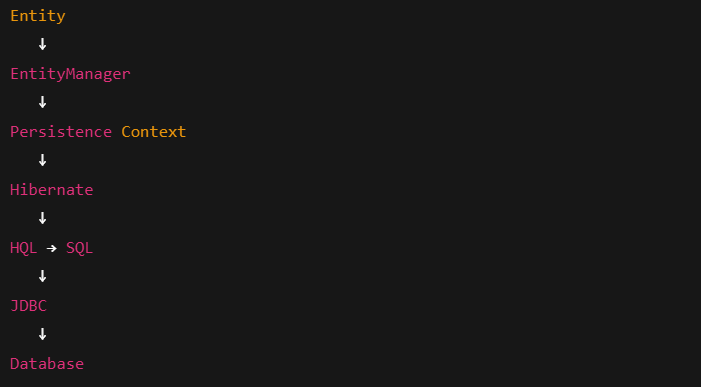 Entity
↓
EntityManager
↓
Persistence Context
↓
Hibernate
↓
HQL → SQL
↓
JDBC
↓
Database